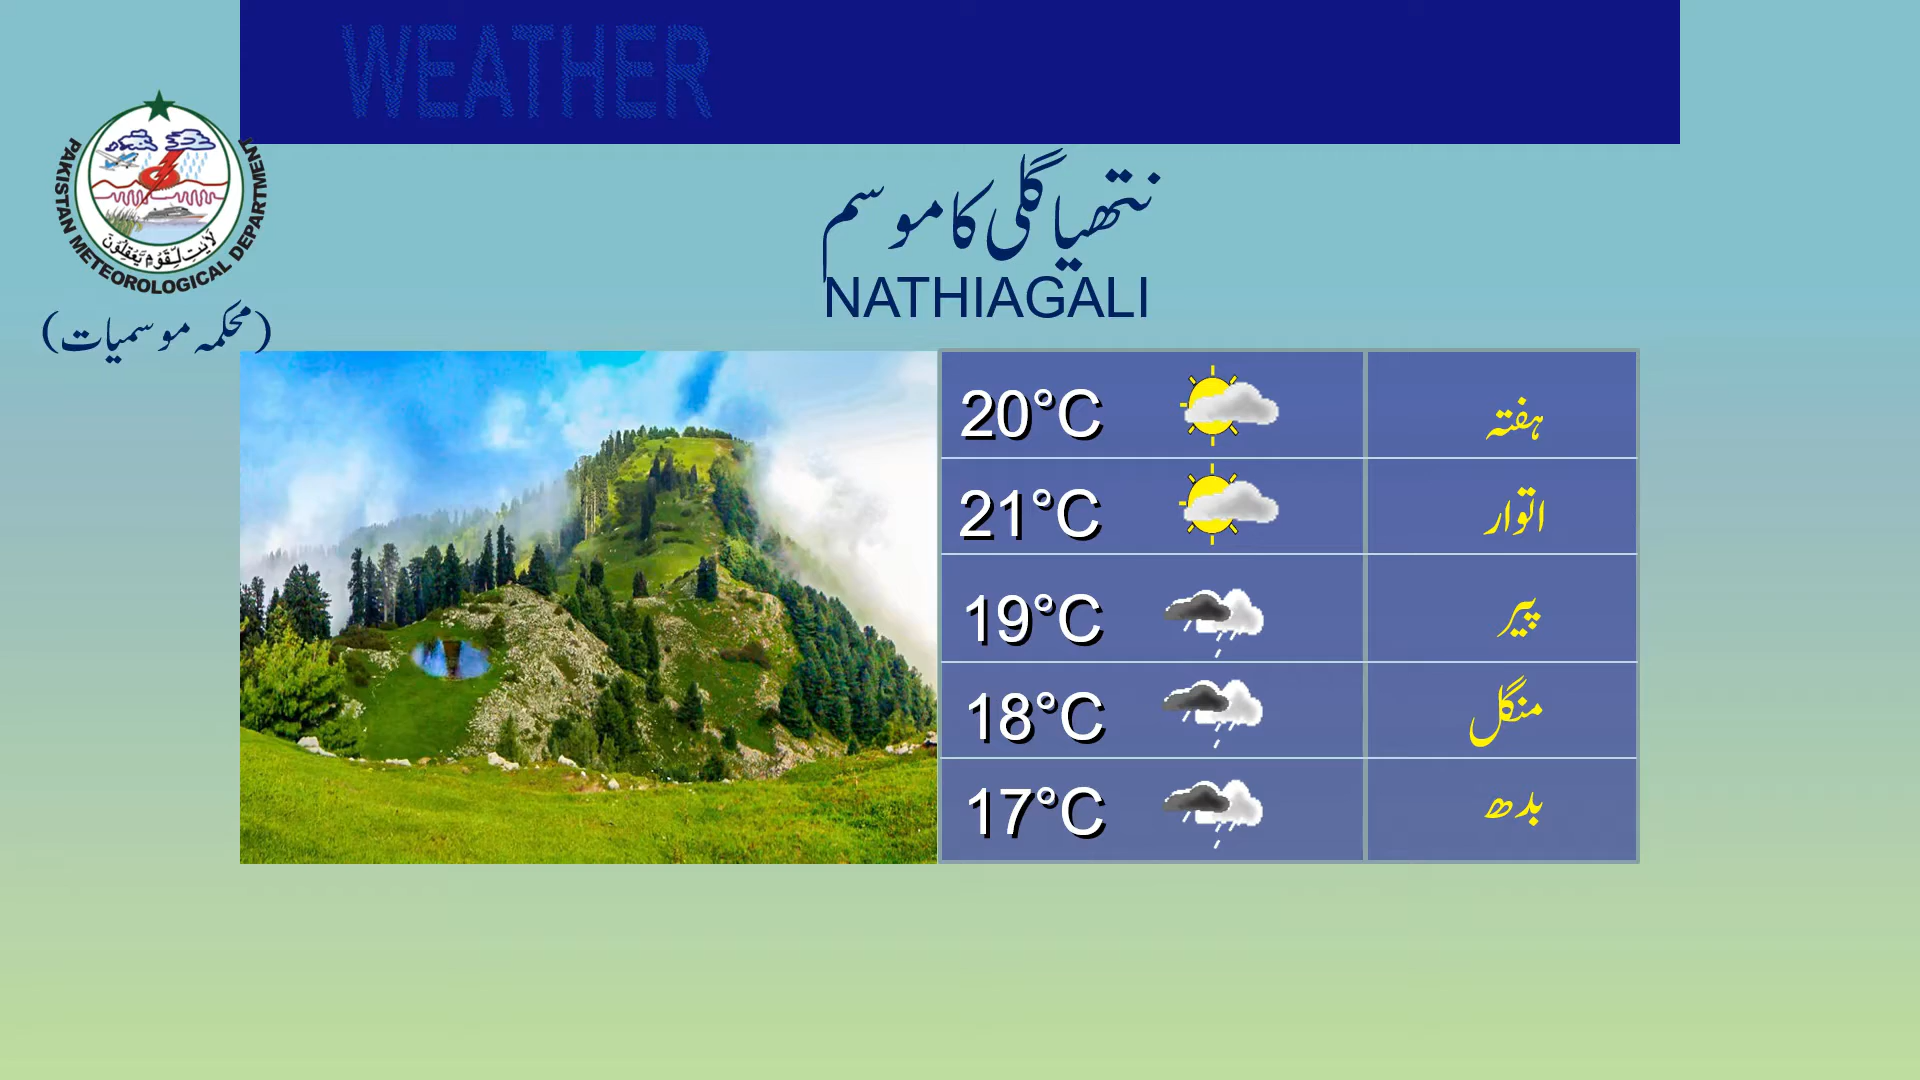 WEATHER
PAKISTAN METEOROLOGICAL DEPARTMENT
لَاٰيٰتٍ لِّقَوْمٍ يَّعْقِلُوْنَ
(محکمہ موسمیات)
نتھیا گلی کا موسم
NATHIAGALI
20°C ہفتہ
21°C اتوار
19°C پیر
18°C منگل
17°C بدھ